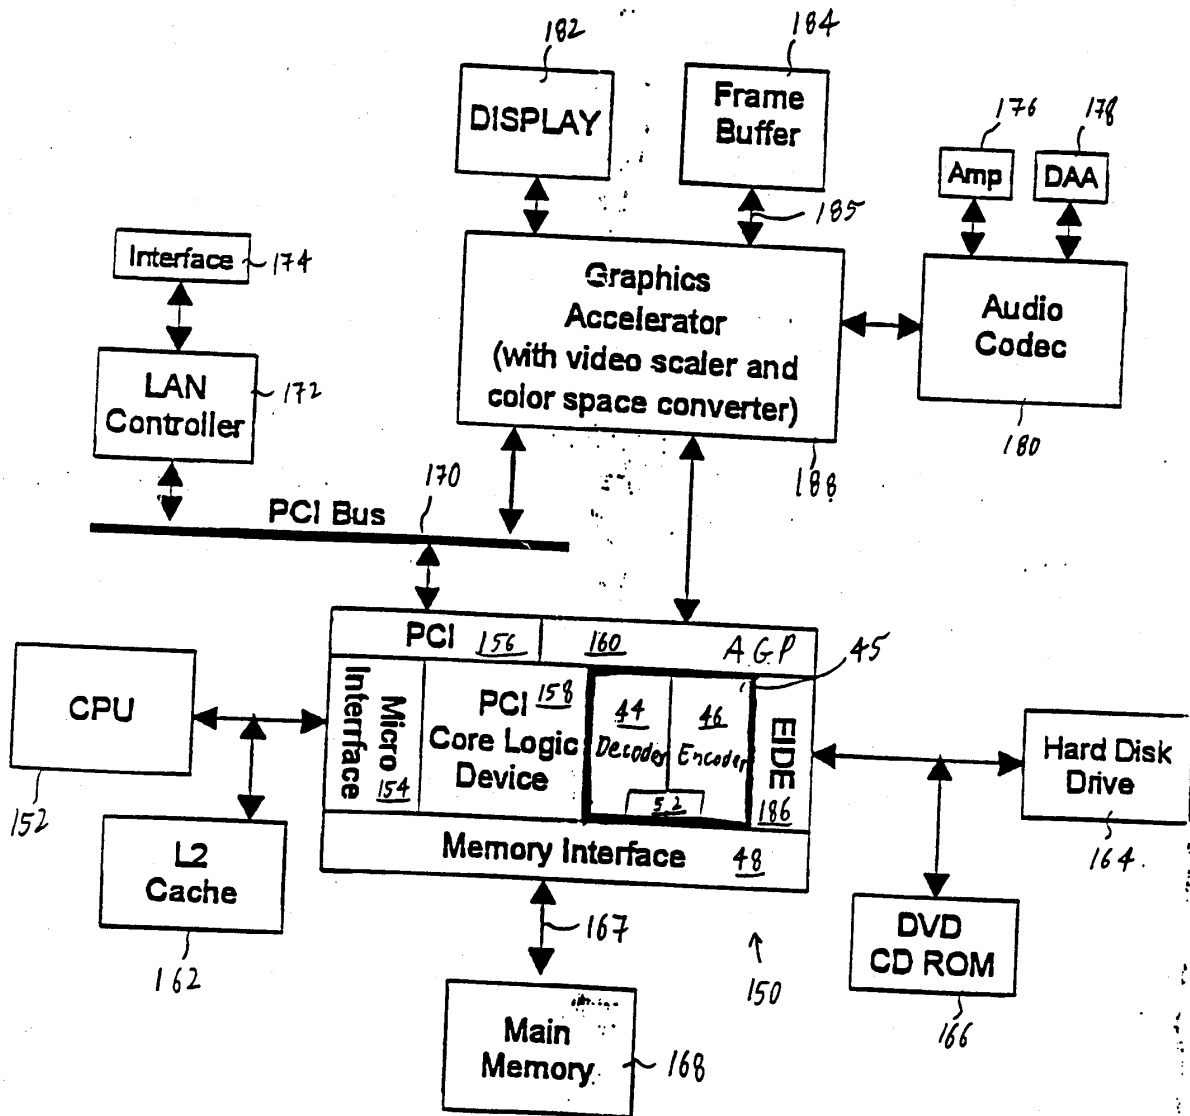 182
184
DISPLAY
Frame
Buffer
176
178
Amp
DAA
185
Interface
174
Graphics
Accelerator
(with video scaler and
color space converter)
Audio
Codec
LAN
Controller
172
180
188
170
PCI Bus
PCI
156
160
A G P
45
CPU
Micro
Interrface
154
PCI
158
Core Logic
Device
44
Decoder
46
Encoder
52
EIDE
186
Hard Disk
Drive
152
164
L2
Cache
Memory Interface
48
162
167
150
DVD
CD ROM
166
Main
Memory
168